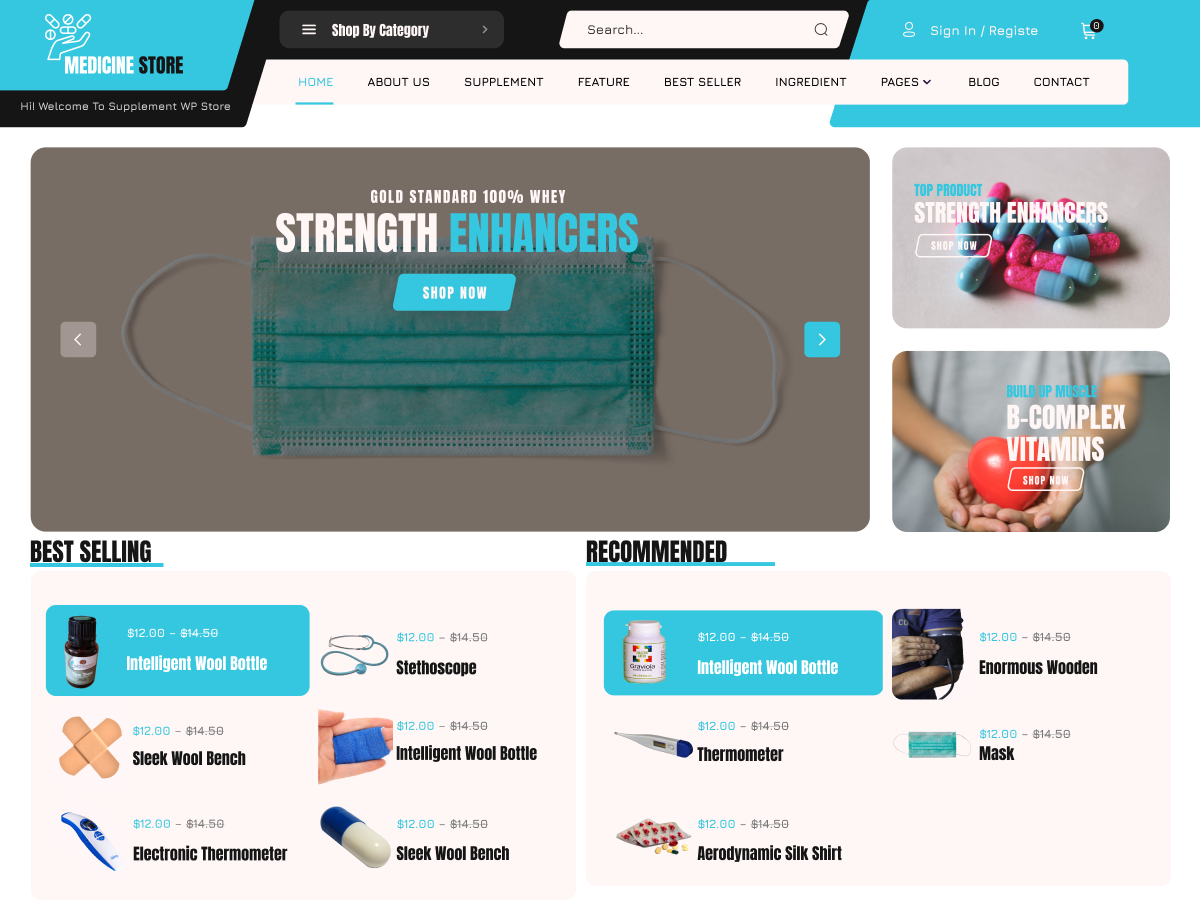 MEDICINE STORE
Shop By Category
Search...
Sign In / Registe
0
Hi! Welcome To Supplement WP Store
HOME ABOUT US SUPPLEMENT FEATURE BEST SELLER INGREDIENT PAGES BLOG CONTACT
GOLD STANDARD 100% WHEY
STRENGTH ENHANCERS
SHOP NOW
TOP PRODUCT
STRENGTH ENHANCERS
SHOP NOW
BUILD UP MUSCLE
B-COMPLEX
VITAMINS
SHOP NOW
BEST SELLING
$12.00 – $14.50
Intelligent Wool Bottle
$12.00 – $14.50
Stethoscope
$12.00 – $14.50
Sleek Wool Bench
$12.00 – $14.50
Intelligent Wool Bottle
$12.00 – $14.50
Electronic Thermometer
$12.00 – $14.50
Sleek Wool Bench
RECOMMENDED
Graviola
$12.00 – $14.50
Intelligent Wool Bottle
CO
$12.00 – $14.50
Enormous Wooden
$12.00 – $14.50
Thermometer
$12.00 – $14.50
Mask
$12.00 – $14.50
Aerodynamic Silk Shirt